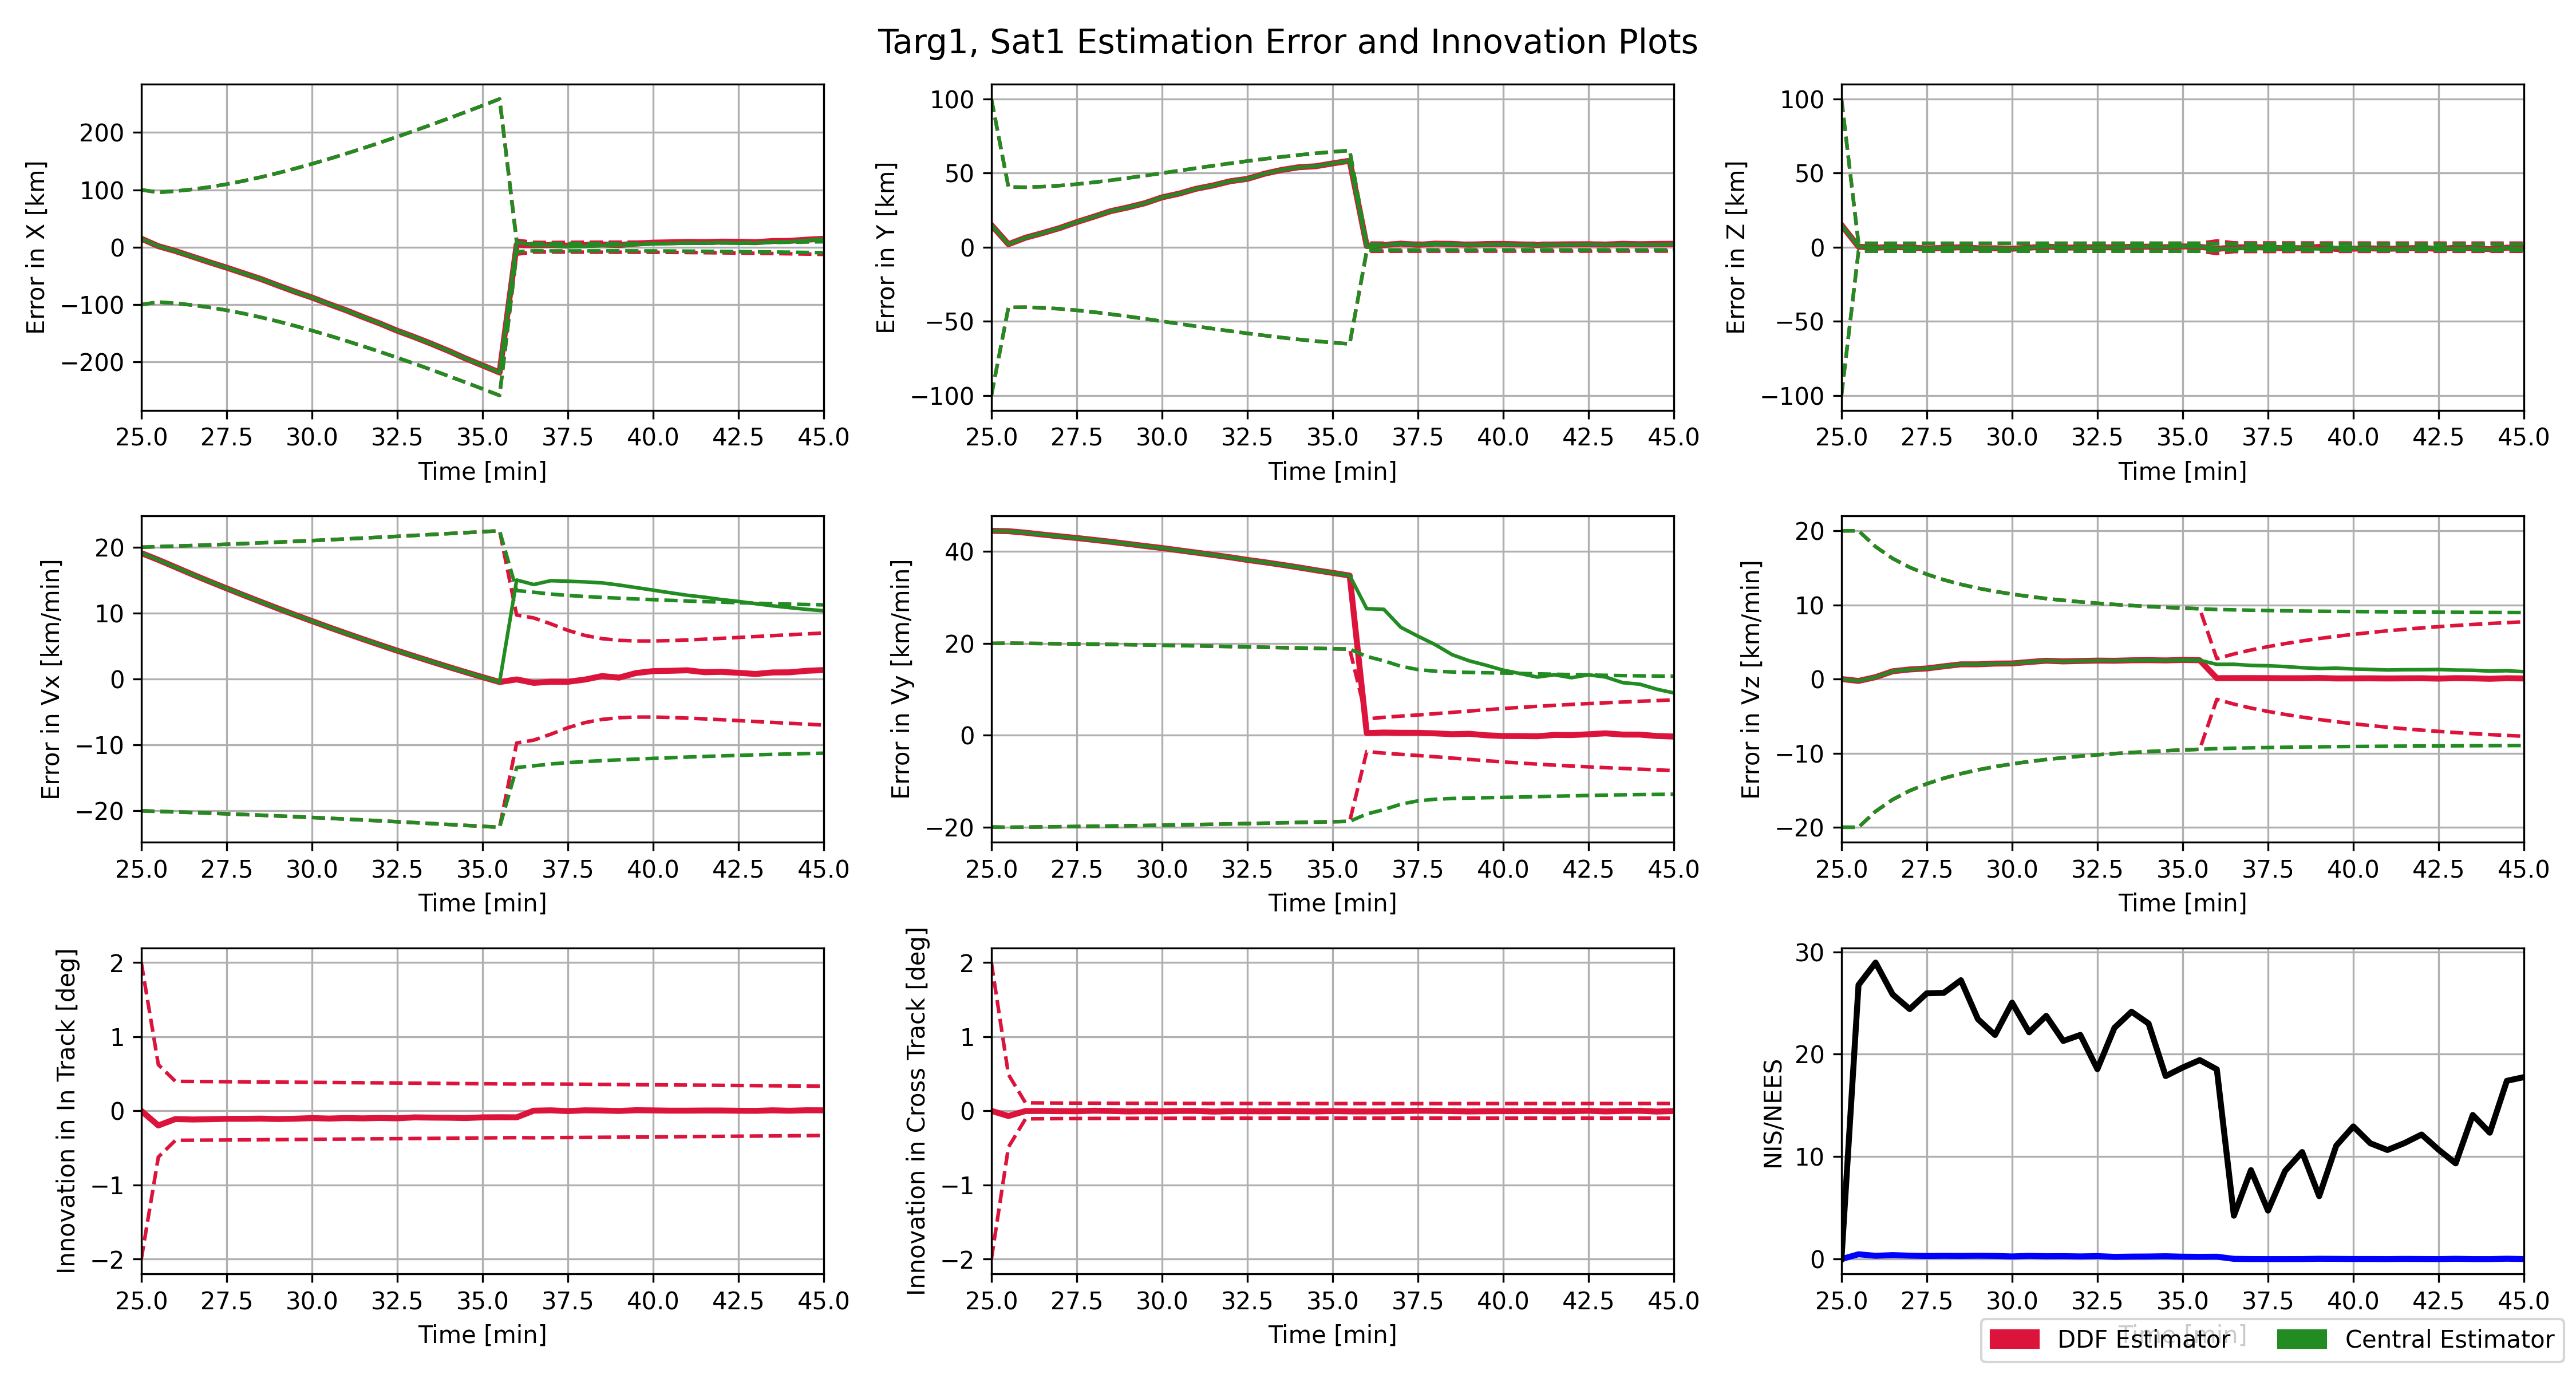 Targ1, Sat1 Estimation Error and Innovation Plots
Error in X [km]
200
100
0
−100
−200
25.0 27.5 30.0 32.5 35.0 37.5 40.0 42.5 45.0
Time [min]
Error in Y [km]
100
50
0
−50
−100
25.0 27.5 30.0 32.5 35.0 37.5 40.0 42.5 45.0
Time [min]
Error in Z [km]
100
50
0
−50
−100
25.0 27.5 30.0 32.5 35.0 37.5 40.0 42.5 45.0
Time [min]
Error in Vx [km/min]
20
10
0
−10
−20
25.0 27.5 30.0 32.5 35.0 37.5 40.0 42.5 45.0
Time [min]
Error in Vy [km/min]
40
20
0
−20
25.0 27.5 30.0 32.5 35.0 37.5 40.0 42.5 45.0
Time [min]
Error in Vz [km/min]
20
10
0
−10
−20
25.0 27.5 30.0 32.5 35.0 37.5 40.0 42.5 45.0
Time [min]
Innovation in In Track [deg]
2
1
0
−1
−2
25.0 27.5 30.0 32.5 35.0 37.5 40.0 42.5 45.0
Time [min]
Innovation in Cross Track [deg]
2
1
0
−1
−2
25.0 27.5 30.0 32.5 35.0 37.5 40.0 42.5 45.0
Time [min]
NIS/NEES
30
20
10
0
25.0 27.5 30.0 32.5 35.0 37.5 40.0 42.5 45.0
Time [min]
DDF Estimator Central Estimator